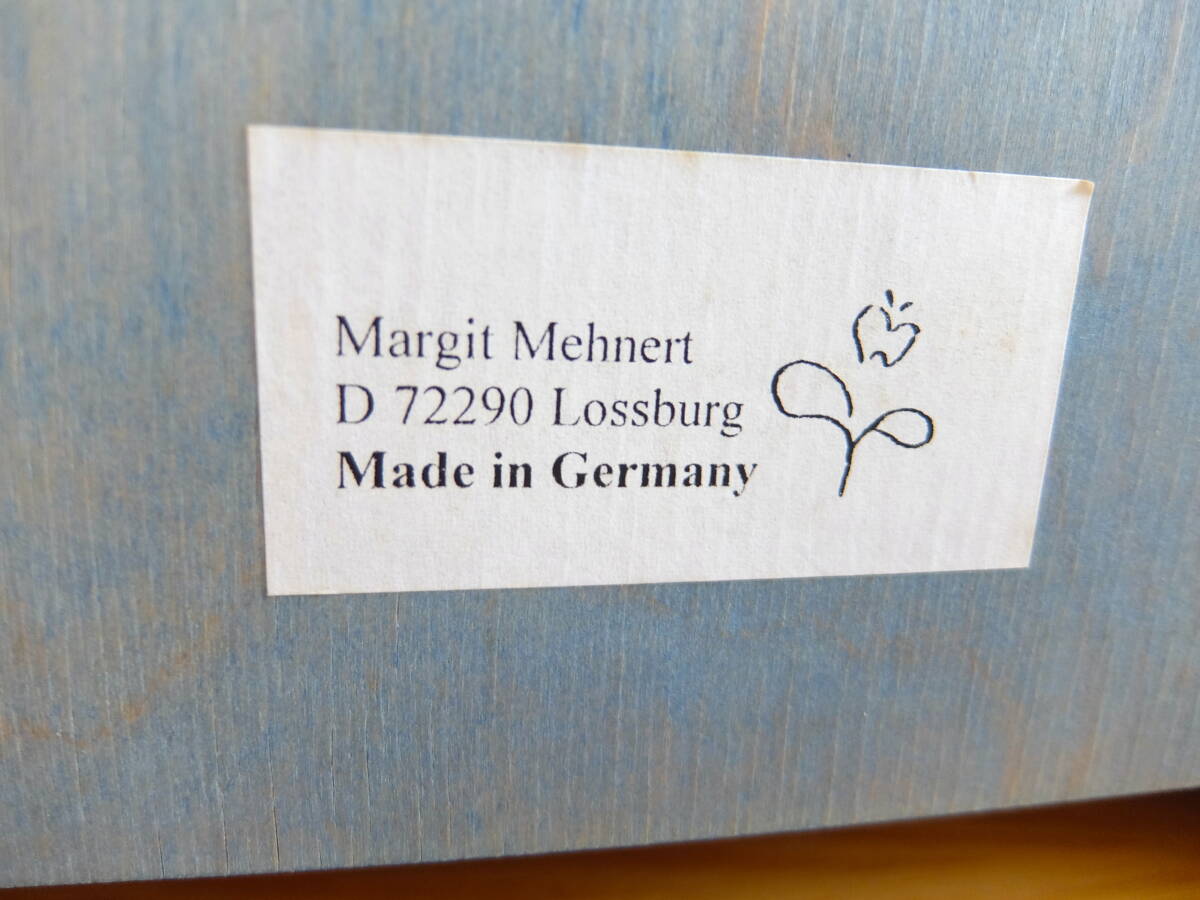 Margit Mehnert
D 72290 Lossburg
Made in Germany